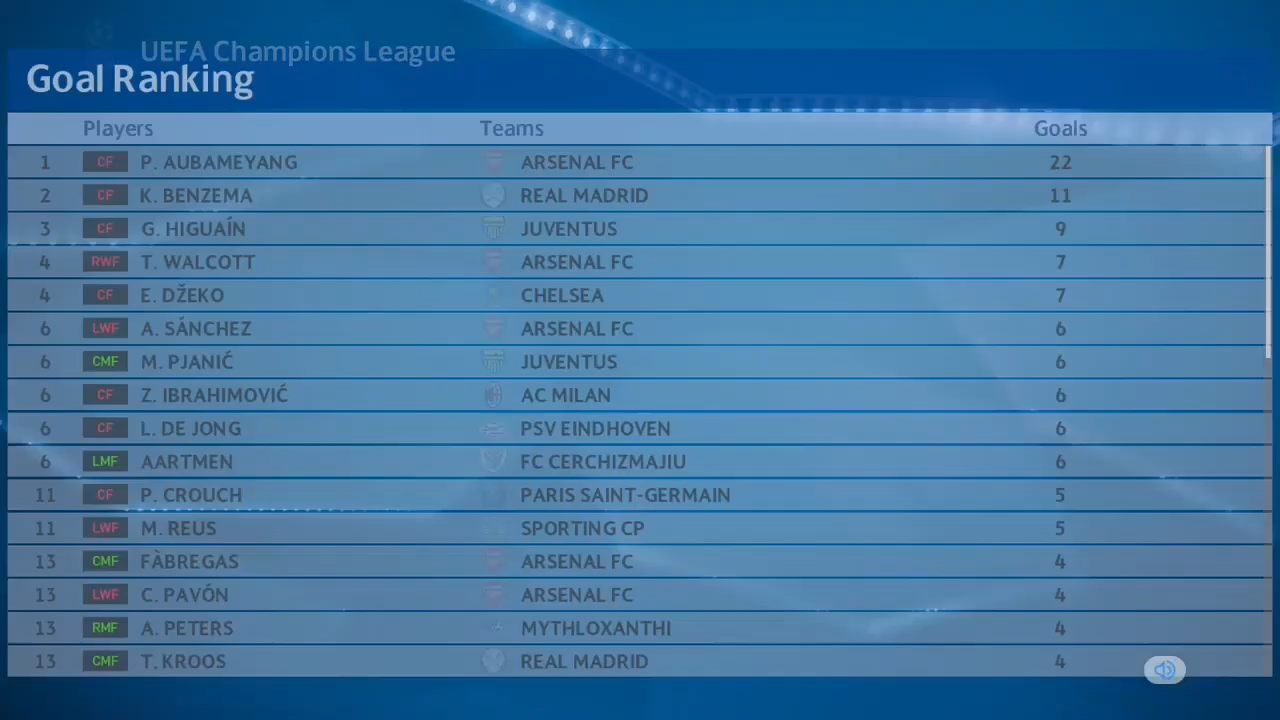 UEFA Champions League
Goal Ranking
Players Teams Goals
1 CF P. AUBAMEYANG ARSENAL FC 22
2 CF K. BENZEMA REAL MADRID 11
3 CF G. HIGUAÍN JUVENTUS 9
4 RWF T. WALCOTT ARSENAL FC 7
4 CF E. DŽEKO CHELSEA 7
6 LWF A. SÁNCHEZ ARSENAL FC 6
6 CMF M. PJANIĆ JUVENTUS 6
6 CF Z. IBRAHIMOVIĆ AC MILAN 6
6 CF L. DE JONG PSV EINDHOVEN 6
6 LMF AARTMEN FC CERCHIZMAJIU 6
11 CF P. CROUCH PARIS SAINT-GERMAIN 5
11 LWF M. REUS SPORTING CP 5
13 CMF FÀBREGAS ARSENAL FC 4
13 LWF C. PAVÓN ARSENAL FC 4
13 RMF A. PETERS MYTHLOXANTHI 4
13 CMF T. KROOS REAL MADRID 4